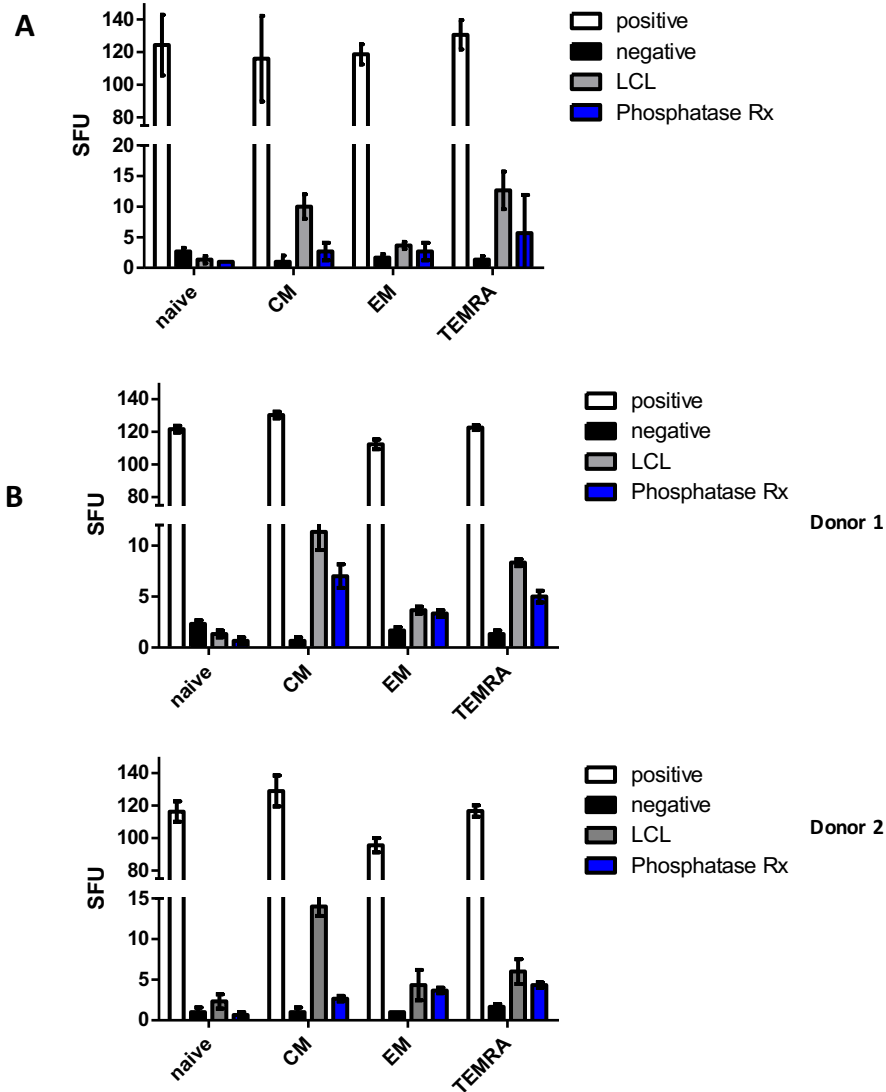 A
SFU
140
120
100
80
20
15
10
5
0
naive
CM
EM
TEMRA
positive
negative
LCL
Phosphatase Rx
B
Donor 1
SFU
140
120
100
80
10
5
0
naive
CM
EM
TEMRA
positive
negative
LCL
Phosphatase Rx
Donor 2
SFU
140
120
100
80
15
10
5
0
naive
CM
EM
TEMRA
positive
negative
LCL
Phosphatase Rx